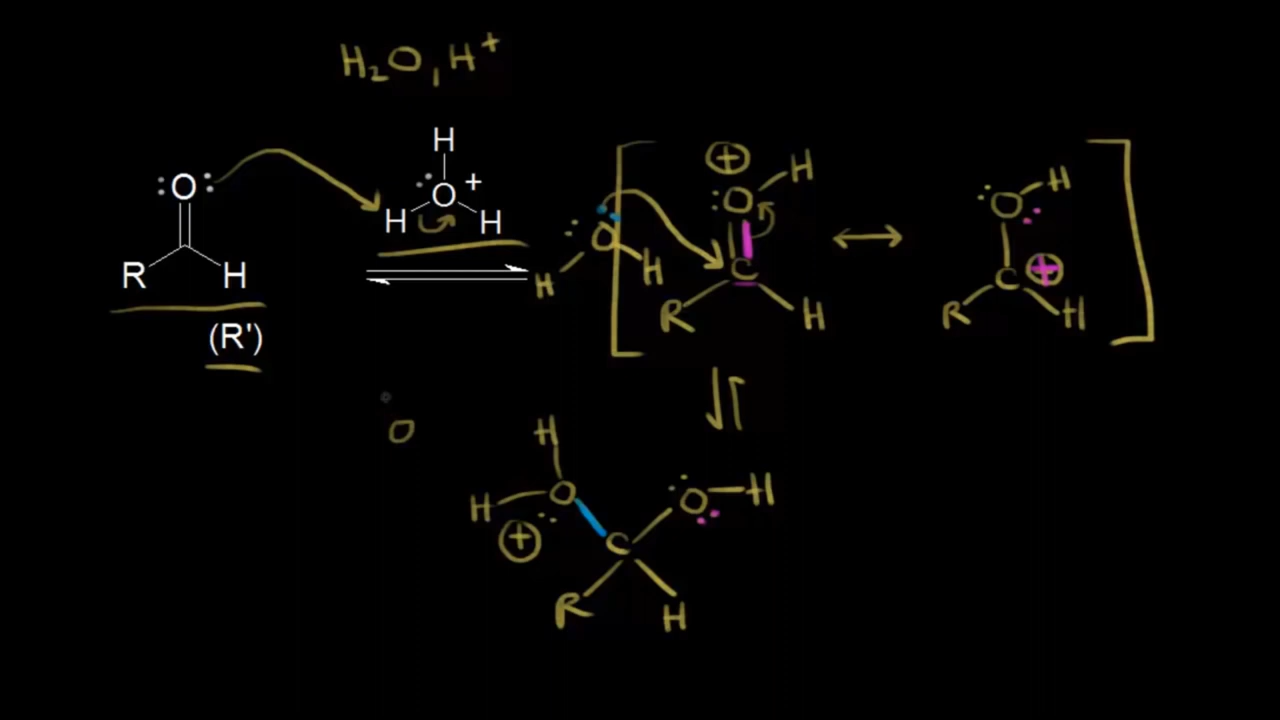 H₂O, H⁺
H
:O: O + ⊕ O H O H
H H
R H O H H C C ⊕
R H R H
(R')
O H
H O O H
⊕ C
R H